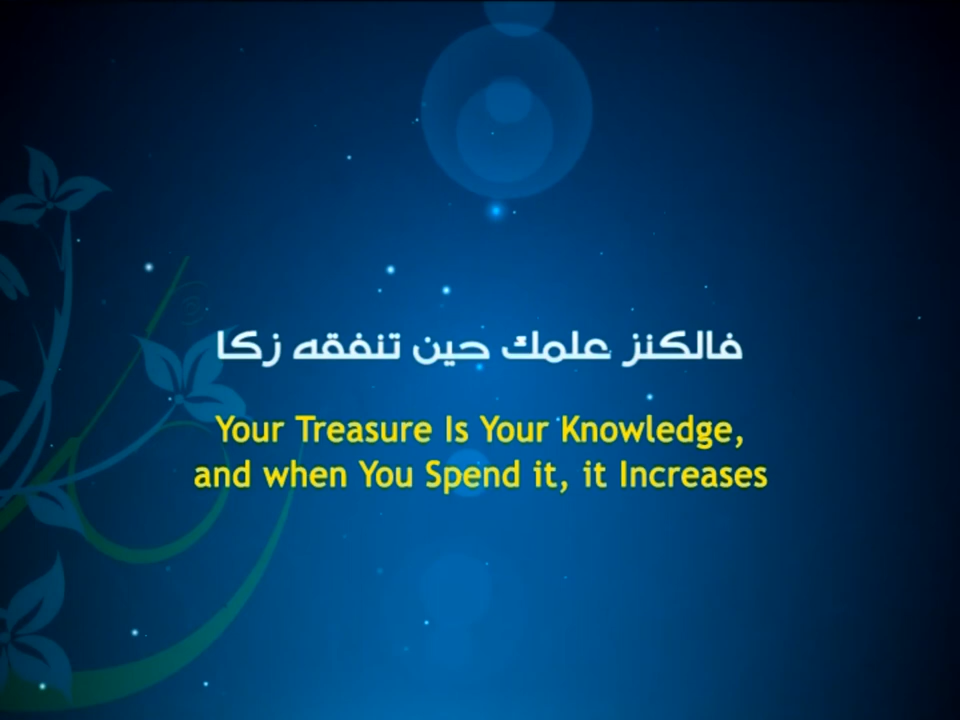 فالكنز علمك حين تنفقه زكا
Your Treasure Is Your Knowledge,
and when You Spend it, it Increases